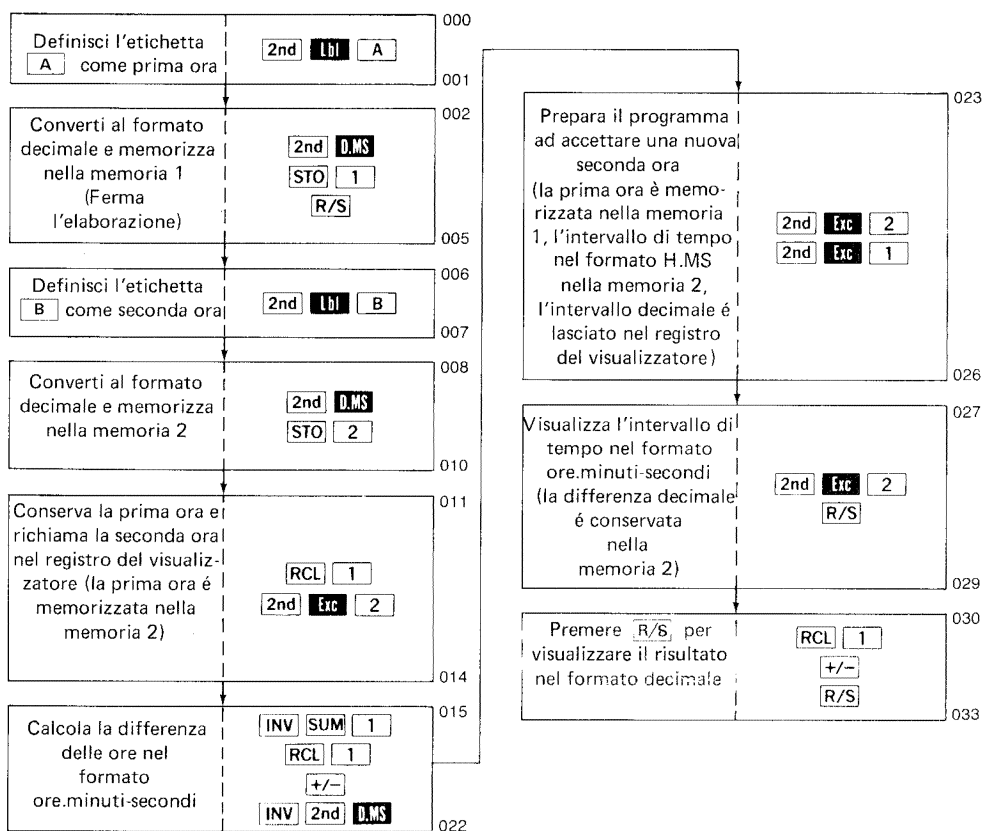 000
Definisci l'etichetta
A come prima ora
2nd Lbl A
001
002
Converti al formato
decimale e memorizza
nella memoria 1
(Ferma
l'elaborazione)
2nd D.MS
STO 1
R/S
005
006
Definisci l'etichetta
B come seconda ora
2nd Lbl B
007
008
Converti al formato
decimale e memorizza
nella memoria 2
2nd D.MS
STO 2
010
011
Conserva la prima ora e
richiama la seconda ora
nel registro del visualiz-
zatore (la prima ora é
memorizzata nella
memoria 2)
RCL 1
2nd Exc 2
014
015
Calcola la differenza
delle ore nel
formato
ore.minuti-secondi
INV SUM 1
RCL 1
+/-
INV 2nd D.MS
022
023
Prepara il programma
ad accettare una nuova
seconda ora
(la prima ora è memo-
rizzata nella memoria
1, l'intervallo di tempo
nel formato H.MS
nella memoria 2,
l'intervallo decimale é
lasciato nel registro
del visualizzatore)
2nd Exc 2
2nd Exc 1
026
027
Visualizza l'intervallo di
tempo nel formato
ore.minuti-secondi
(la differenza decimale
é conservata
nella
memoria 2)
2nd Exc 2
R/S
029
030
Premere R/S per
visualizzare il risultato
nel formato decimale
RCL 1
+/-
R/S
033